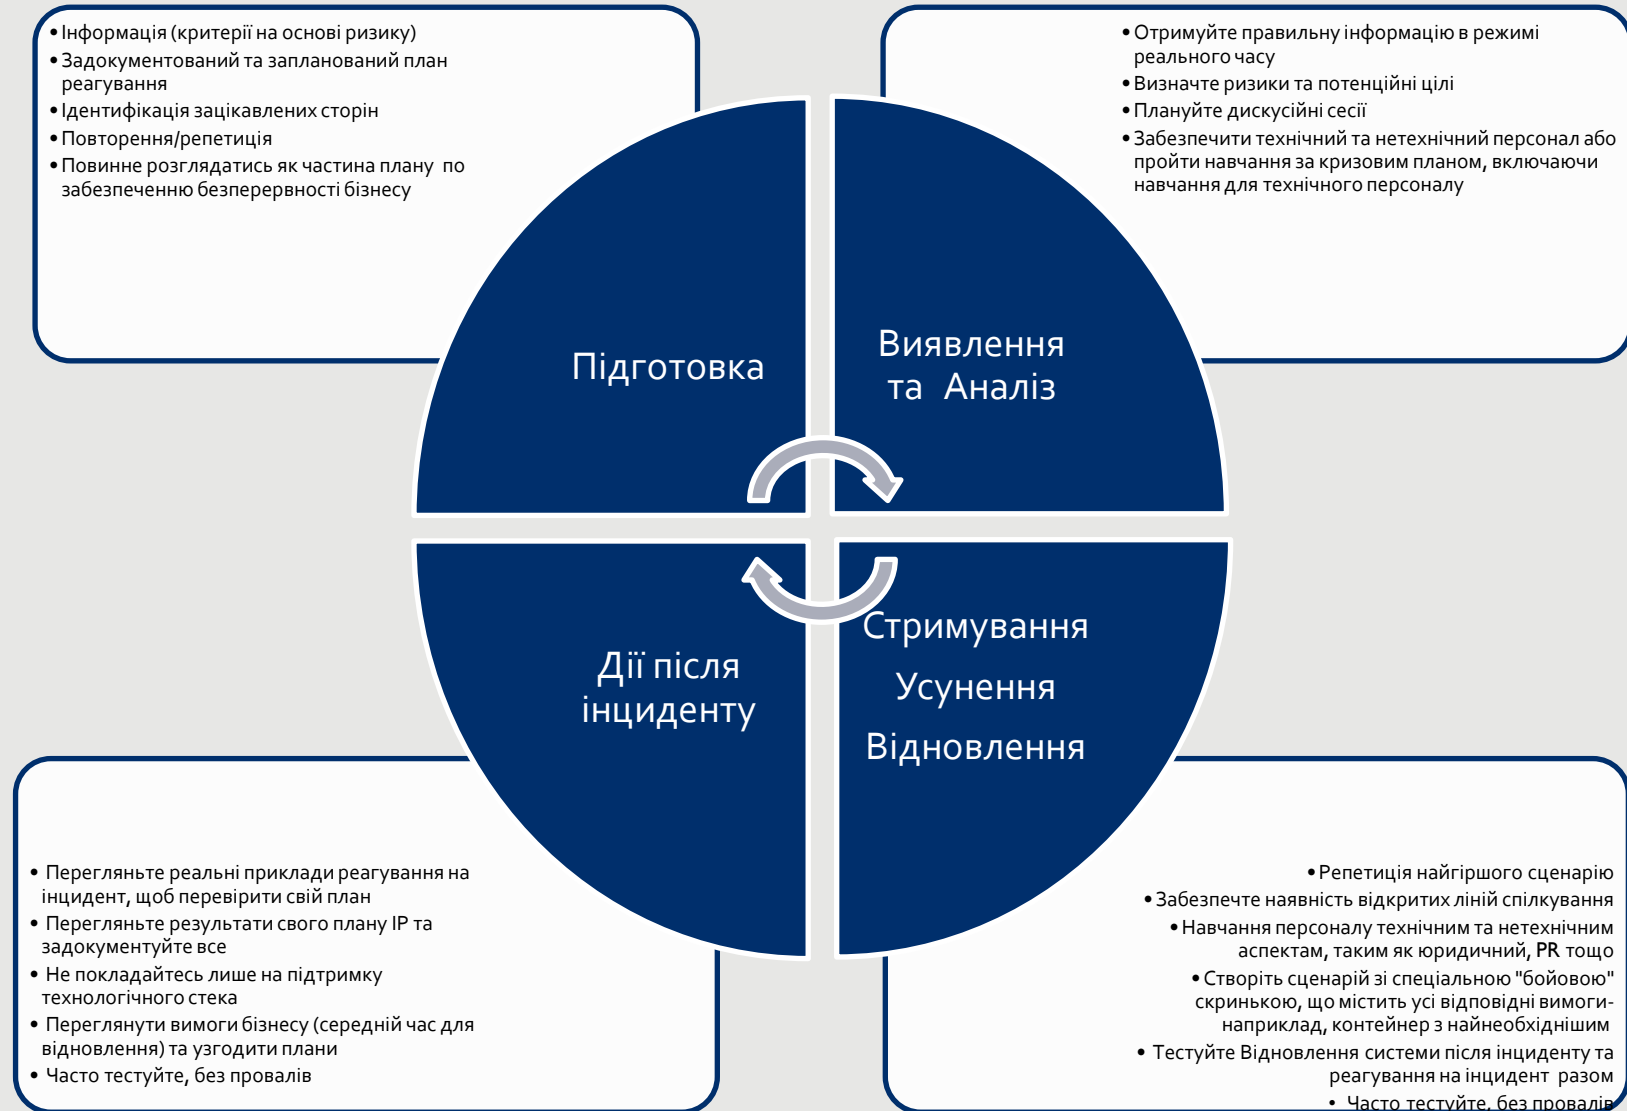 •Інформація (критерії на основі ризику)
•Задокументований та запланований план
реагування
•Ідентифікація зацікавлених сторін
•Повторення/репетиція
•Повинне розглядатись як частина плану по
забезпеченню безперервності бізнесу
•Отримуйте правильну інформацію в режимі
реального часу
•Визначте ризики та потенційні цілі
•Плануйте дискусійні сесії
•Забезпечити технічний та нетехнічний персонал або
пройти навчання за кризовим планом, включаючи
навчання для технічного персоналу
Підготовка
Виявлення
та Аналіз
Дії після
інциденту
Стримування
Усунення
Відновлення
• Перегляньте реальні приклади реагування на
інцидент, щоб перевірити свій план
• Перегляньте результати свого плану ІР та
задокументуйте все
• Не покладайтесь лише на підтримку
технологічного стека
• Переглянути вимоги бізнесу (середній час для
відновлення) та узгодити плани
• Часто тестуйте, без провалів
•Репетиція найгіршого сценарію
•Забезпечте наявність відкритих ліній спілкування
•Навчання персоналу технічним та нетехнічним
аспектам, таким як юридичний, PR тощо
•Створіть сценарій зі спеціальною "бойовою"
скринькою, що містить усі відповідні вимоги-
наприклад, контейнер з найнеобхіднішим
• Тестуйте Відновлення системи після інциденту та
реагування на інцидент разом
• Часто тестуйте, без провалів